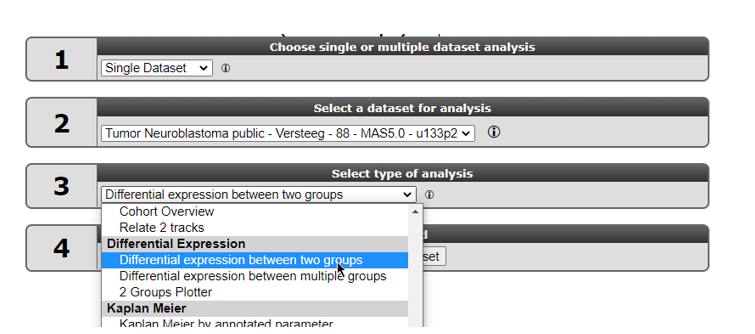 1
Choose single or multiple dataset analysis
Single Dataset
2
Select a dataset for analysis
Tumor Neuroblastoma public - Versteeg - 88 - MAS5.0 - u133p2
3
Select type of analysis
Differential expression between two groups
Cohort Overview
Relate 2 tracks
Differential Expression
4
Differential expression between two groups
set
Differential expression between multiple groups
2 Groups Plotter
Kaplan Meier
Kaplan Meier by annotated parameter